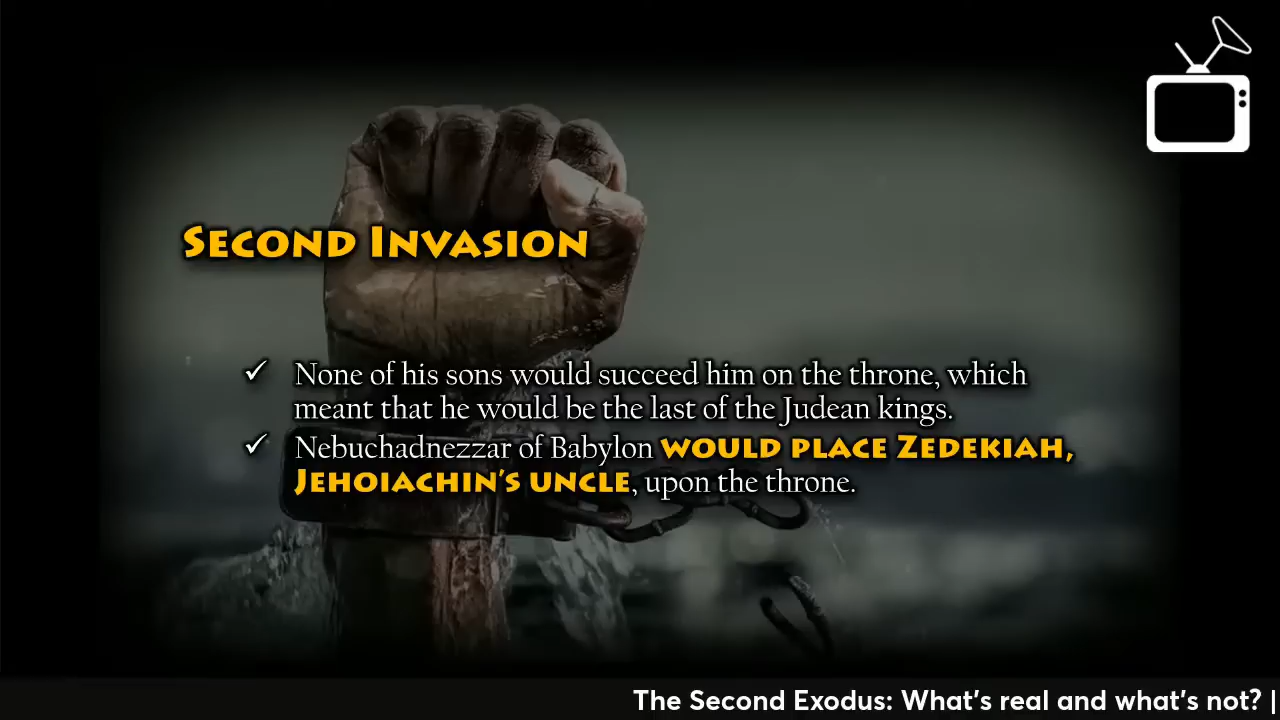 Second Invasion
✓ None of his sons would succeed him on the throne, which
meant that he would be the last of the Judean kings.
✓ Nebuchadnezzar of Babylon would place Zedekiah,
Jehoiachin's uncle, upon the throne.
The Second Exodus: What's real and what's not? |